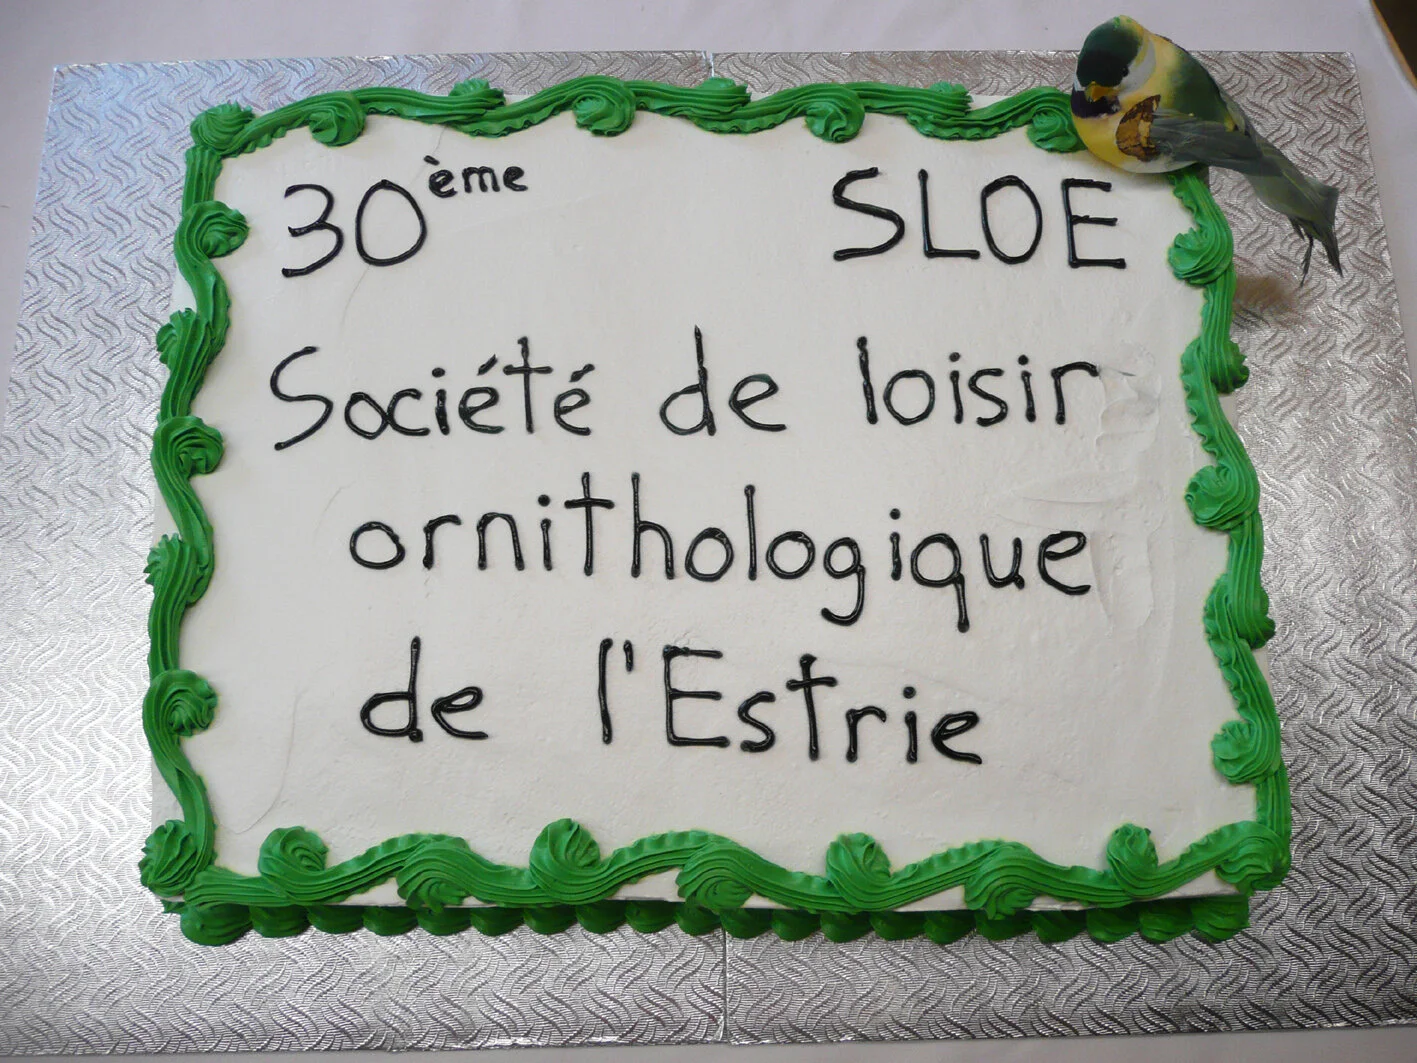 30ème SLOE
Société de loisir
ornithologique
de l'Estrie